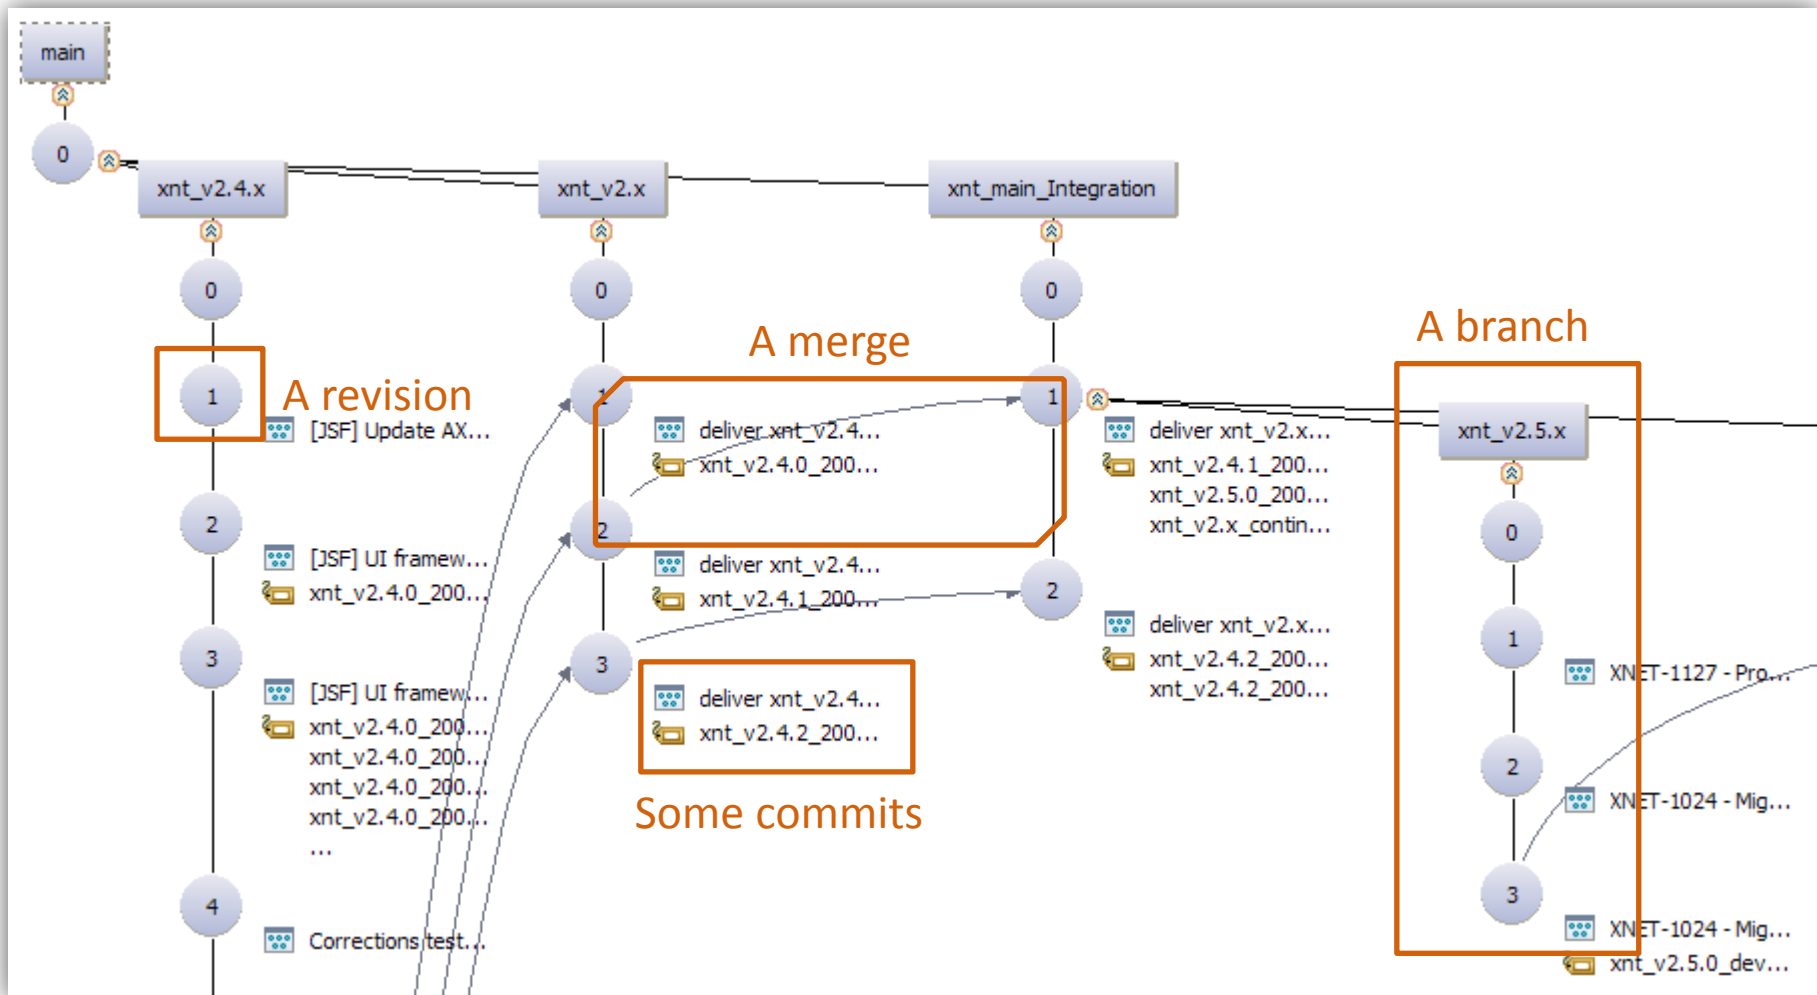 main
0
xnt_v2.4.x
xnt_v2.x
xnt_main_Integration
0
0
0
A merge
A branch
1
A revision
1
1
[JSF] Update AX...
deliver xnt_v2.4...
xnt_v2.4.0_200...
deliver xnt_v2.x...
xnt_v2.4.1_200...
xnt_v2.5.0_200...
xnt_v2.x_contin...
xnt_v2.5.x
2
[JSF] UI framew...
xnt_v2.4.0_200...
2
deliver xnt_v2.4...
xnt_v2.4.1_200...
2
deliver xnt_v2.x...
xnt_v2.4.2_200...
xnt_v2.4.2_200...
0
1
XNET-1127 - Pro...
3
[JSF] UI framew...
xnt_v2.4.0_200...
xnt_v2.4.0_200...
xnt_v2.4.0_200...
xnt_v2.4.0_200...
...
3
deliver xnt_v2.4...
xnt_v2.4.2_200...
Some commits
2
XNET-1024 - Mig...
4
Corrections test...
3
XNET-1024 - Mig...
xnt_v2.5.0_dev...